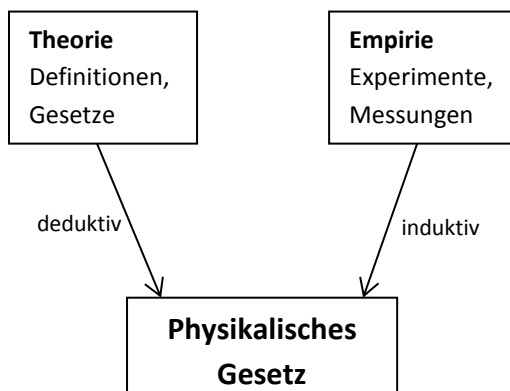 Theorie
Definitionen,
Gesetze
Empirie
Experimente,
Messungen
deduktiv
induktiv
Physikalisches
Gesetz